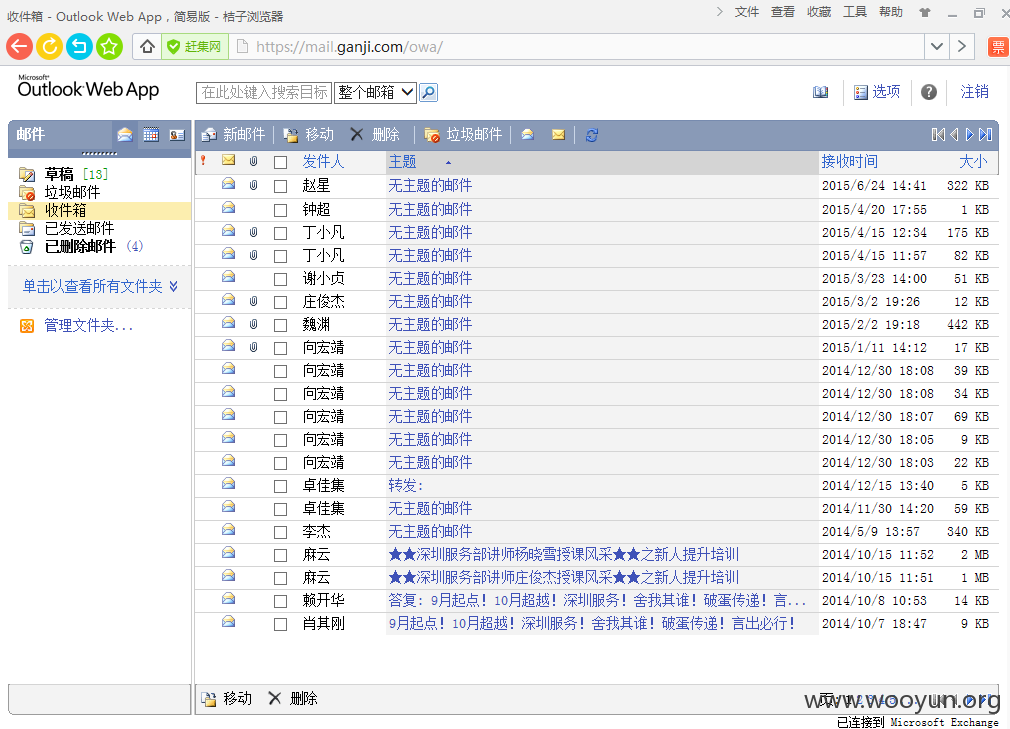 收件箱 - Outlook Web App，简易版 - 桔子浏览器 文件 查看 收藏 工具 帮助
赶集网 https://mail.ganji.com/owa/ 票
Microsoft®
Outlook Web App 在此处键入搜索目标 整个邮箱 选项 注销
邮件 新邮件 移动 删除 垃圾邮件
发件人 主题 接收时间 大小
草稿 [13]
垃圾邮件
收件箱
已发送邮件
已删除邮件 (4)
单击以查看所有文件夹
管理文件夹...
赵星 无主题的邮件 2015/6/24 14:41 322 KB
钟超 无主题的邮件 2015/4/20 17:55 1 KB
丁小凡 无主题的邮件 2015/4/15 12:34 175 KB
丁小凡 无主题的邮件 2015/4/15 11:57 82 KB
谢小贞 无主题的邮件 2015/3/23 14:00 51 KB
庄俊杰 无主题的邮件 2015/3/2 19:26 12 KB
魏渊 无主题的邮件 2015/2/2 19:18 442 KB
向宏靖 无主题的邮件 2015/1/11 14:12 17 KB
向宏靖 无主题的邮件 2014/12/30 18:08 39 KB
向宏靖 无主题的邮件 2014/12/30 18:08 34 KB
向宏靖 无主题的邮件 2014/12/30 18:07 69 KB
向宏靖 无主题的邮件 2014/12/30 18:05 9 KB
向宏靖 无主题的邮件 2014/12/30 18:03 22 KB
卓佳集 转发: 2014/12/15 13:40 5 KB
卓佳集 无主题的邮件 2014/11/30 14:20 59 KB
李杰 无主题的邮件 2014/5/9 13:57 340 KB
麻云 ★★深圳服务部讲师杨晓雪授课风采★★之新人提升培训 2014/10/15 11:52 2 MB
麻云 ★★深圳服务部讲师庄俊杰授课风采★★之新人提升培训 2014/10/15 11:51 1 MB
赖开华 答复: 9月起点! 10月超越! 深圳服务! 舍我其谁! 破蛋传递! 言... 2014/10/8 10:53 14 KB
肖其刚 9月起点! 10月超越! 深圳服务! 舍我其谁! 破蛋传递! 言出必行! 2014/10/7 18:47 9 KB
移动 删除 页:
www.wooyun.org
已连接到 Microsoft Exchange